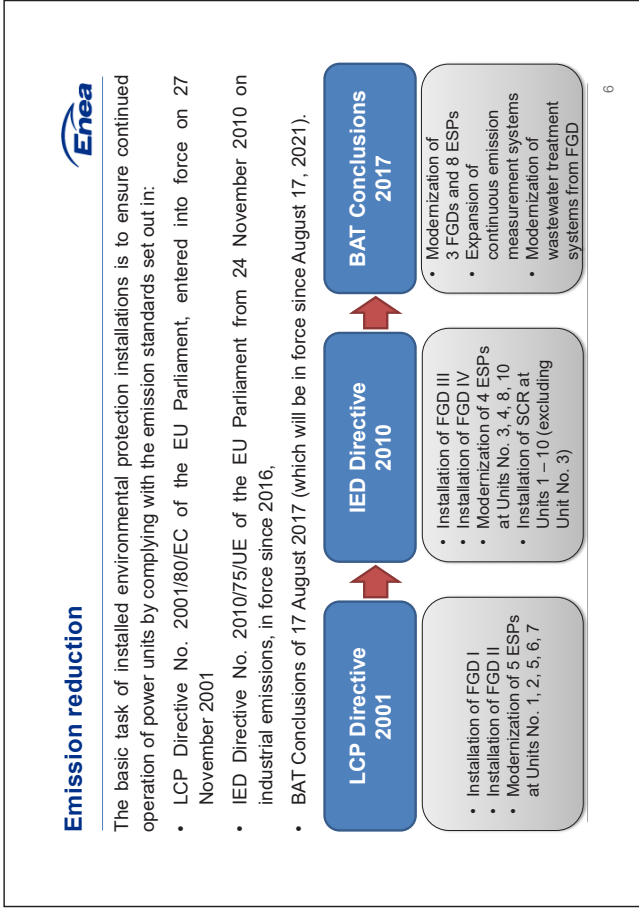 Emission reduction
Enea
The basic task of installed environmental protection installations is to ensure continued
operation of power units by complying with the emission standards set out in:
• LCP Directive No. 2001/80/EC of the EU Parliament, entered into force on 27
November 2001
• IED Directive No. 2010/75/UE of the EU Parliament from 24 November 2010 on
industrial emissions, in force since 2016,
• BAT Conclusions of 17 August 2017 (which will be in force since August 17, 2021).
LCP Directive
2001
• Installation of FGD I
• Installation of FGD II
• Modernization of 5 ESPs
at Units No. 1, 2, 5, 6, 7
IED Directive
2010
• Installation of FGD III
• Installation of FGD IV
• Modernization of 4 ESPs
at Units No. 3, 4, 8, 10
• Installation of SCR at
Units 1 – 10 (excluding
Unit No. 3)
BAT Conclusions
2017
• Modernization of
3 FGDs and 8 ESPs
• Expansion of
continuous emission
measurement systems
• Modernization of
wastewater treatment
systems from FGD
6